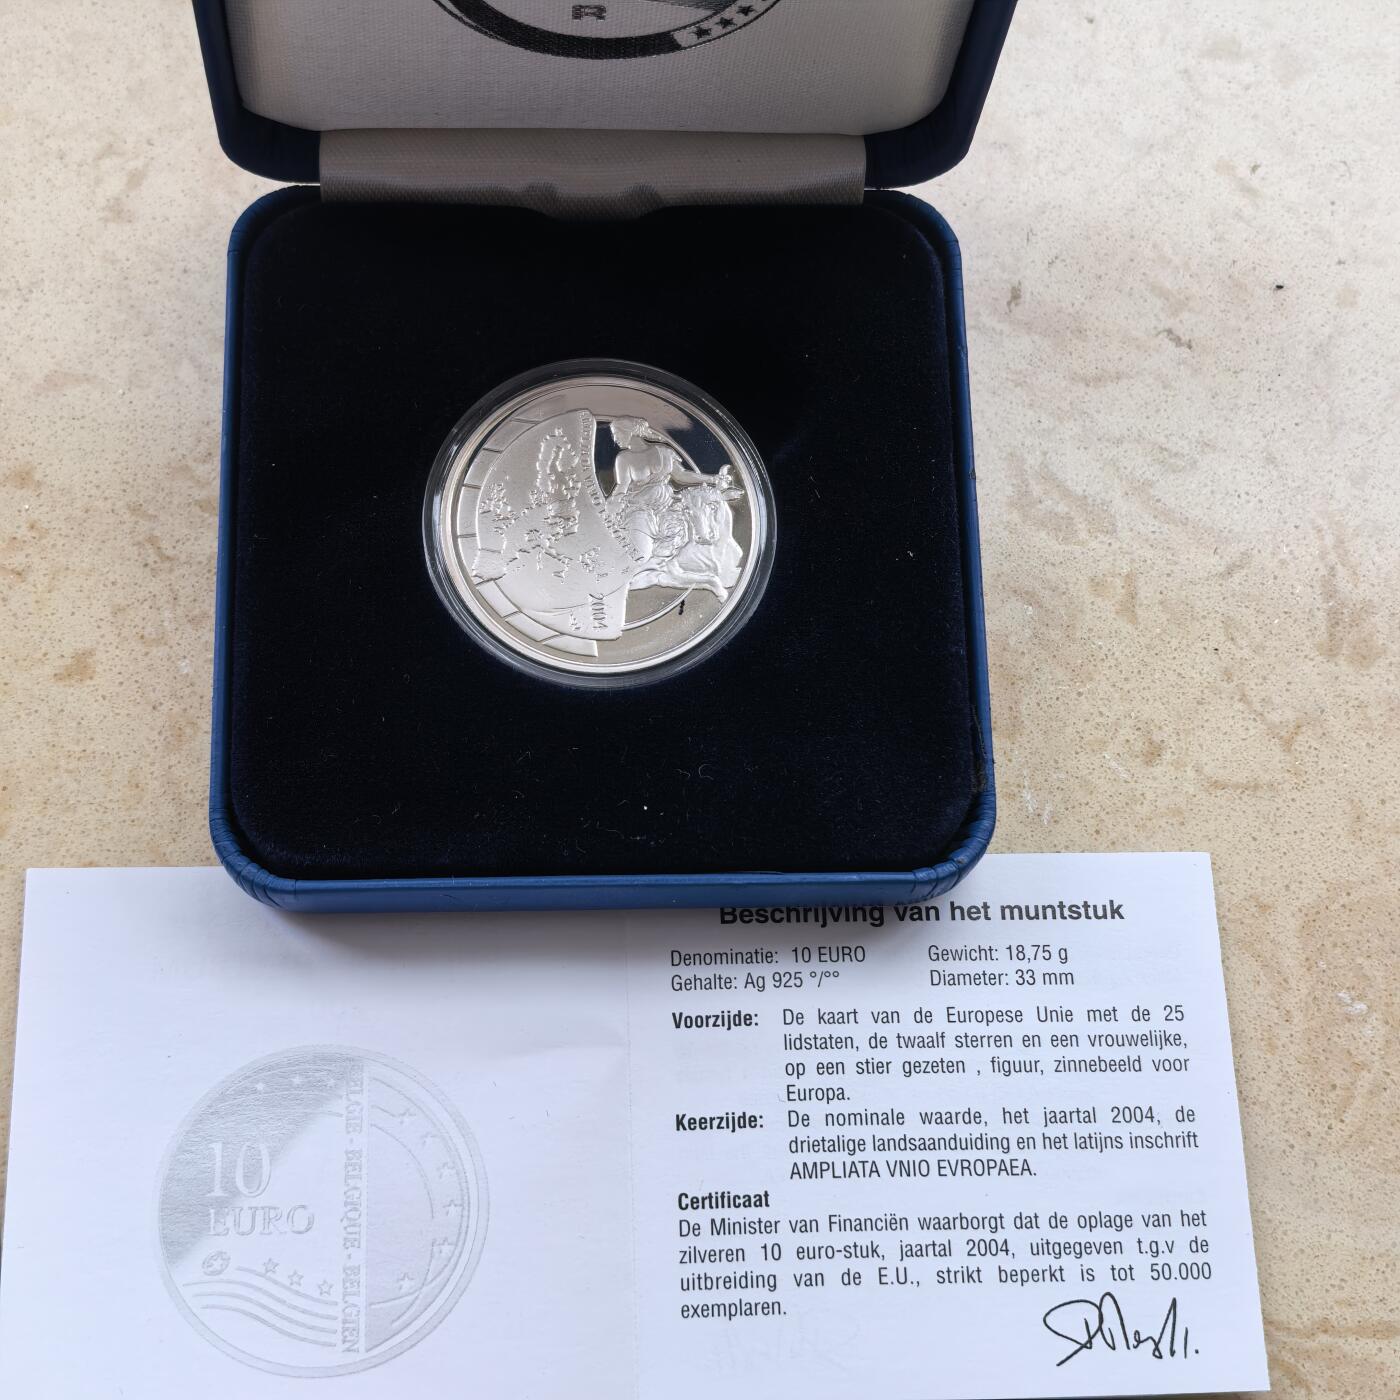 R
2004
Beschrijving van het muntstuk
Denominatie: 10 EURO Gewicht: 18,75 g
Gehalte: Ag 925 °/°° Diameter: 33 mm
Voorzijde: De kaart van de Europese Unie met de 25
lidstaten, de twaalf sterren en een vrouwelijke,
op een stier gezeten , figuur, zinnebeeld voor
Europa.
Keerzijde: De nominale waarde, het jaartal 2004, de
drietalige landsaanduiding en het latijns inschrift
AMPLIATA VNIO EVROPAEA.
Certificaat
De Minister van Financiën waarborgt dat de oplage van het
zilveren 10 euro-stuk, jaartal 2004, uitgegeven t.g.v de
uitbreiding van de E.U., strikt beperkt is tot 50.000
exemplaren.
10
EURO
BELGIE - BELGIQUE - BELGIEN